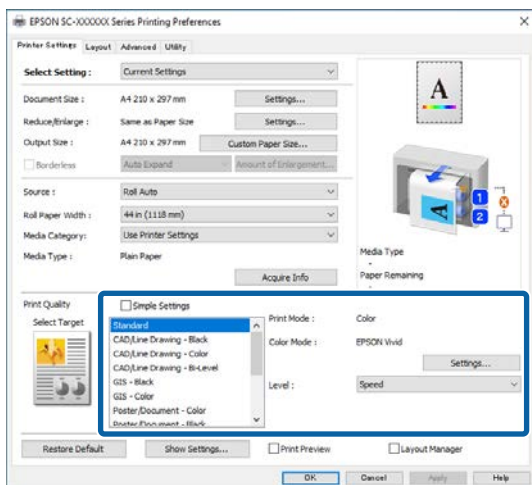 EPSON SC-XXXXXX Series Printing Preferences
Printer Settings Layout Advanced Utility
Select Setting : Current Settings
Document Size : A4 210 x 297 mm Settings...
Reduce/Enlarge : Same as Paper Size Settings...
Output Size : A4 210 x 297 mm Custom Paper Size...
Borderless Auto Expand Amount of Enlargement...
A
Source : Roll Auto
Roll Paper Width : 44 in (1118 mm)
Media Category: Use Printer Settings
Media Type : Plain Paper
Acquire Info
A
1
2
Media Type
-
Paper Remaining
-
Print Quality
Select Target
Simple Settings
Standard
CAD/Line Drawing - Black
CAD/Line Drawing - Color
CAD/Line Drawing - Bi-Level
GIS - Black
GIS - Color
Poster/Document - Color
Poster/Document - Black
Print Mode : Color
Color Mode : EPSON Vivid
Settings...
Level : Speed
Restore Default Show Settings... Print Preview Layout Manager
OK Cancel Apply Help